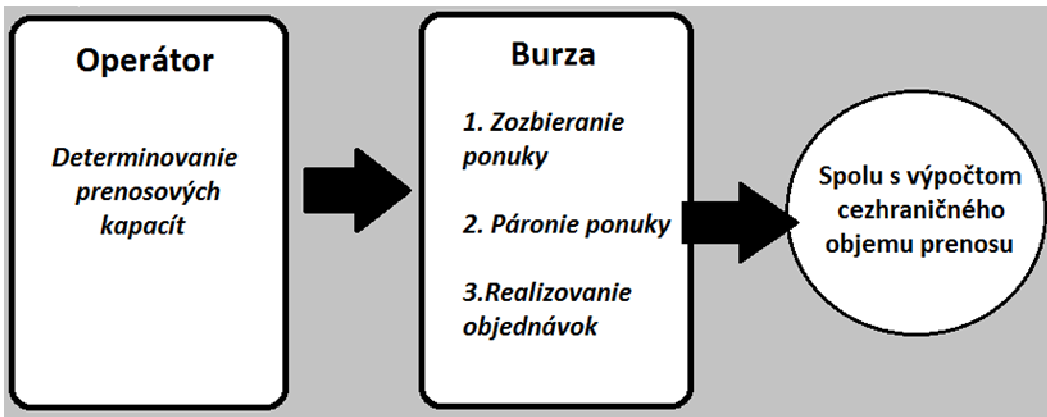 Operátor
Determinovanie
prenosových
kapacít
Burza
1. Zozbieranie
ponuky
2. Páronie ponuky
3.Realizovanie
objednávok
Spolu s výpočtom
cezhraničného
objemu prenosu